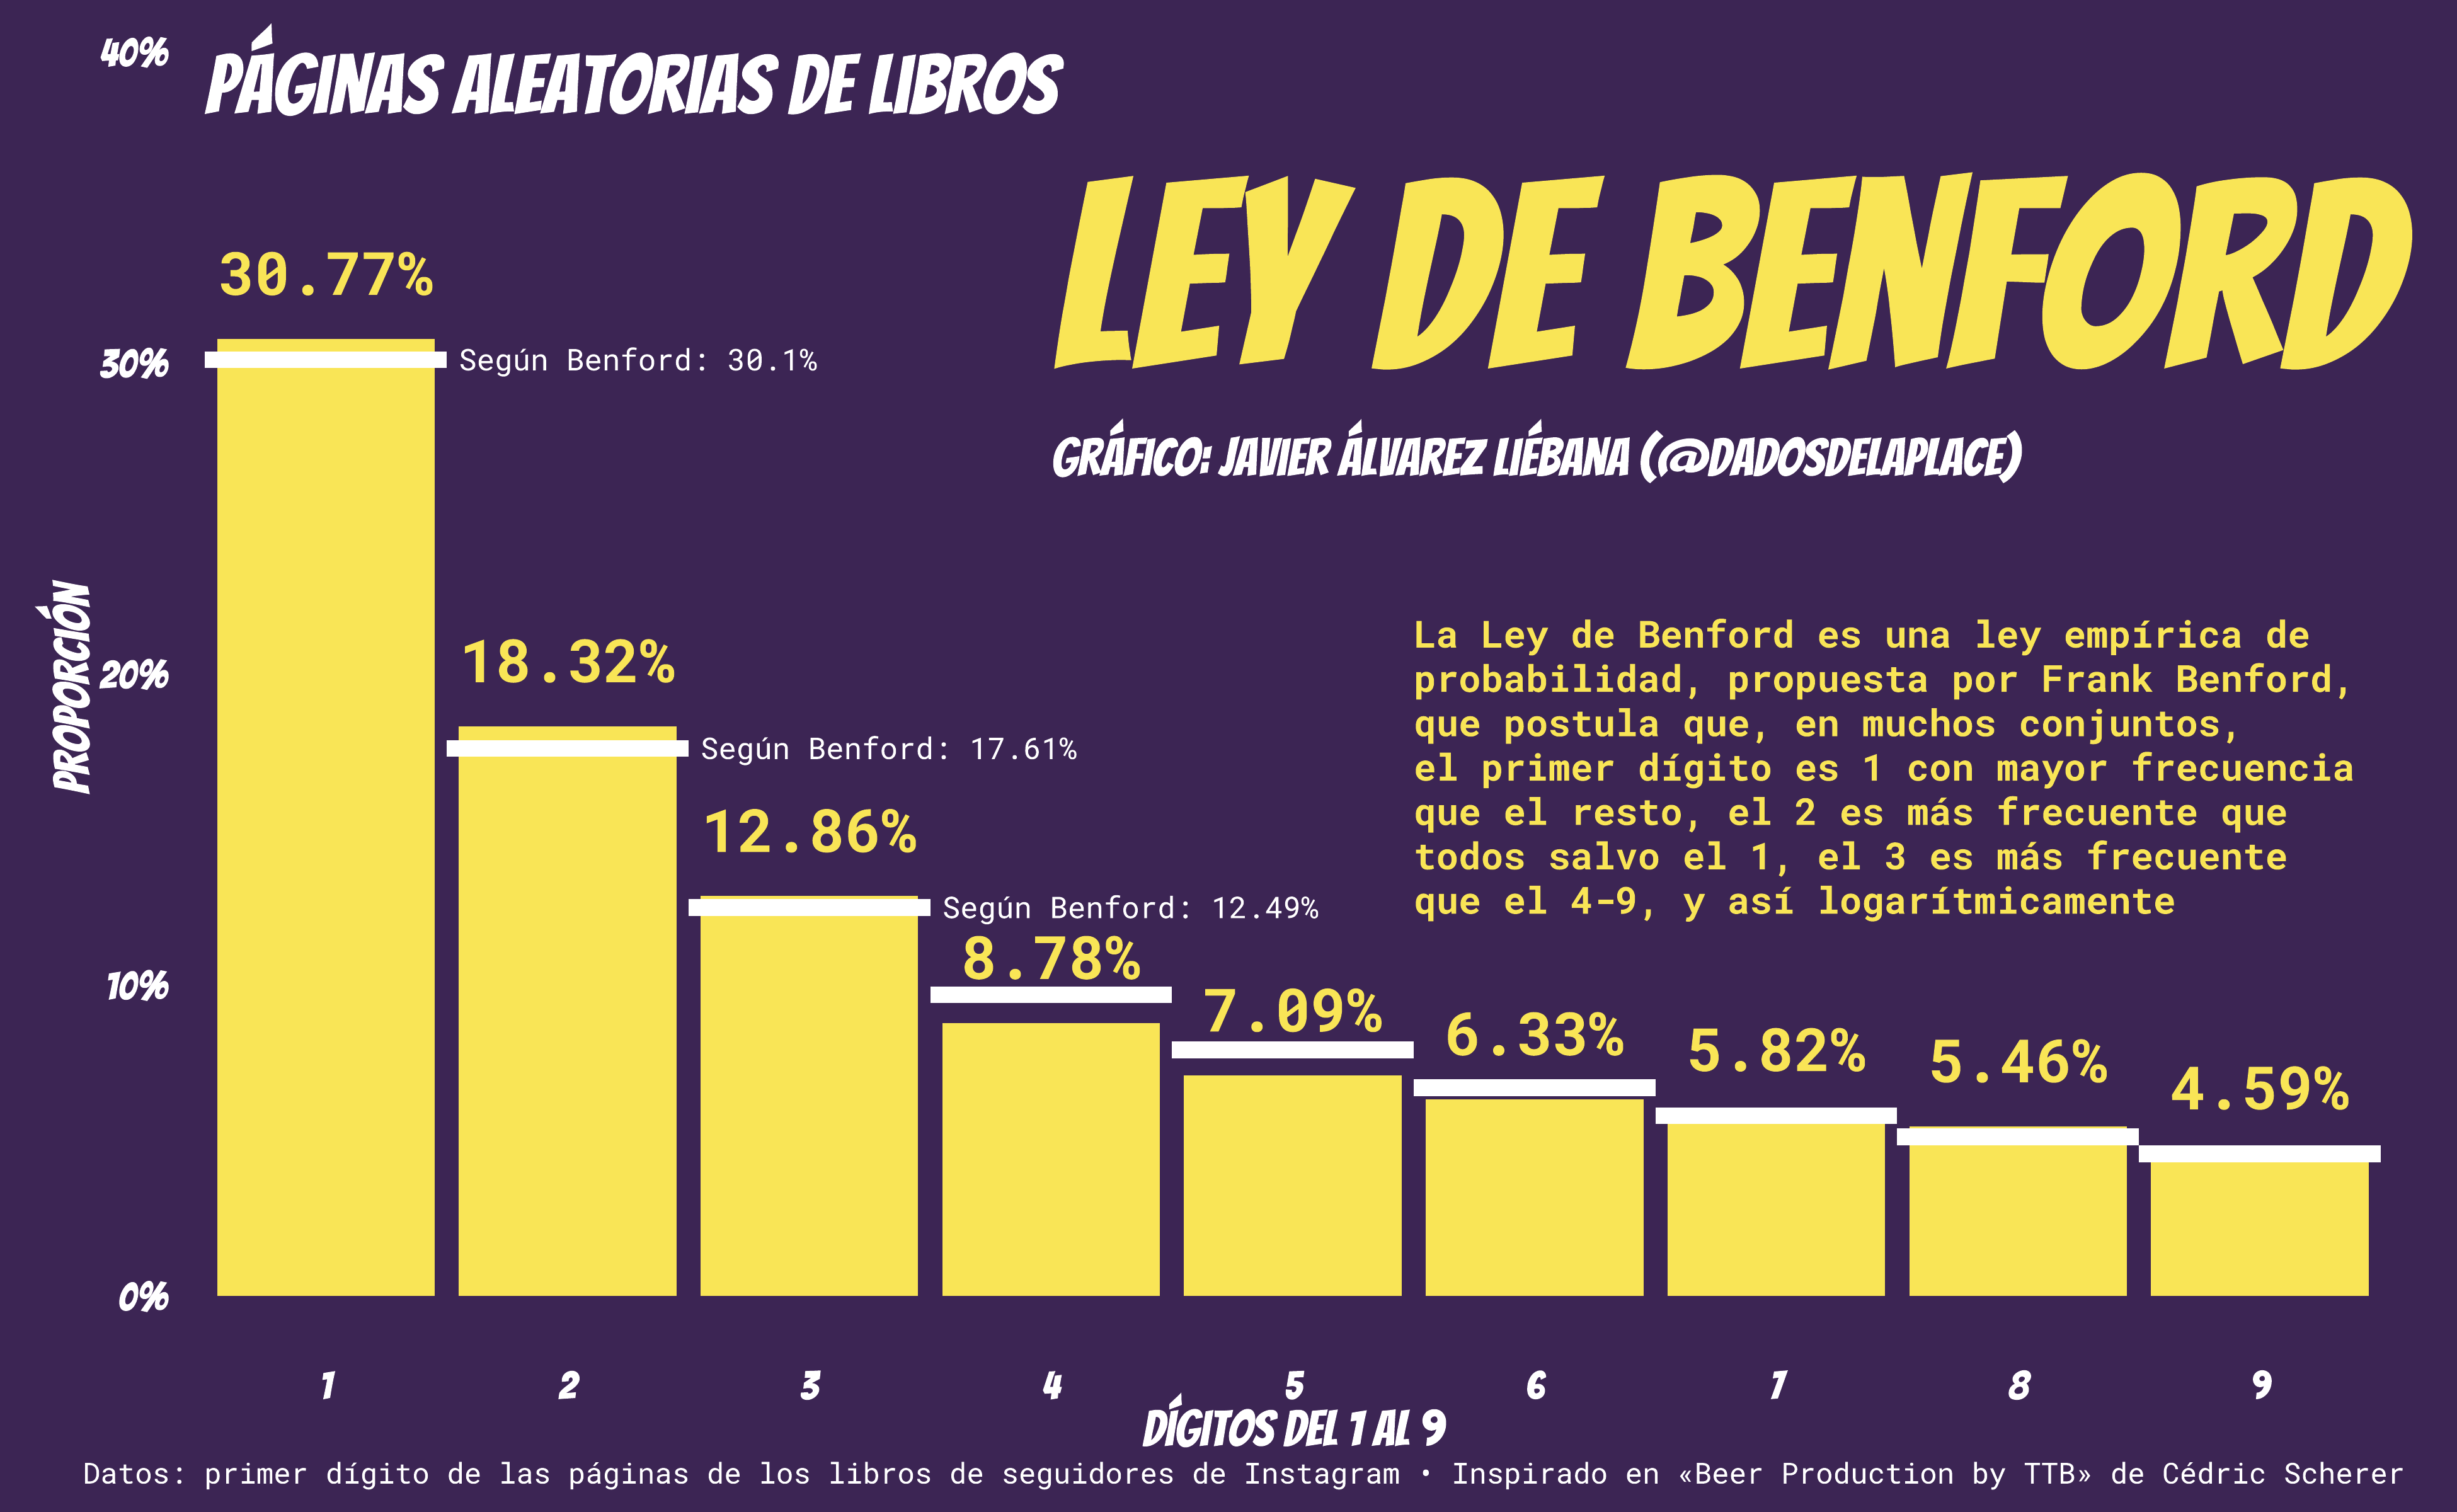 40%
PÁGINAS ALEATORIAS DE LIBROS
LEY DE BENFORD
GRÁFICO: JAVIER ÁLVAREZ LIÉBANA (@DADOSDELAPLACE)
30.77%
30%
Según Benford: 30.1%
PROPORCIÓN
20%
18.32%
Según Benford: 17.61%
12.86%
Según Benford: 12.49%
La Ley de Benford es una ley empírica de
probabilidad, propuesta por Frank Benford,
que postula que, en muchos conjuntos,
el primer dígito es 1 con mayor frecuencia
que el resto, el 2 es más frecuente que
todos salvo el 1, el 3 es más frecuente
que el 4-9, y así logarítmicamente
10%
8.78%
7.09%
6.33%
5.82%
5.46%
4.59%
0%
1 2 3 4 5 6 7 8 9
DÍGITOS DEL 1 AL 9
Datos: primer dígito de las páginas de los libros de seguidores de Instagram • Inspirado en «Beer Production by TTB» de Cédric Scherer